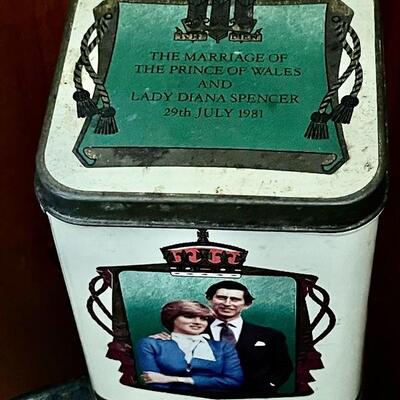 THE MARRIAGE OF
THE PRINCE OF WALES
AND
LADY DIANA SPENCER
29th JULY 1981